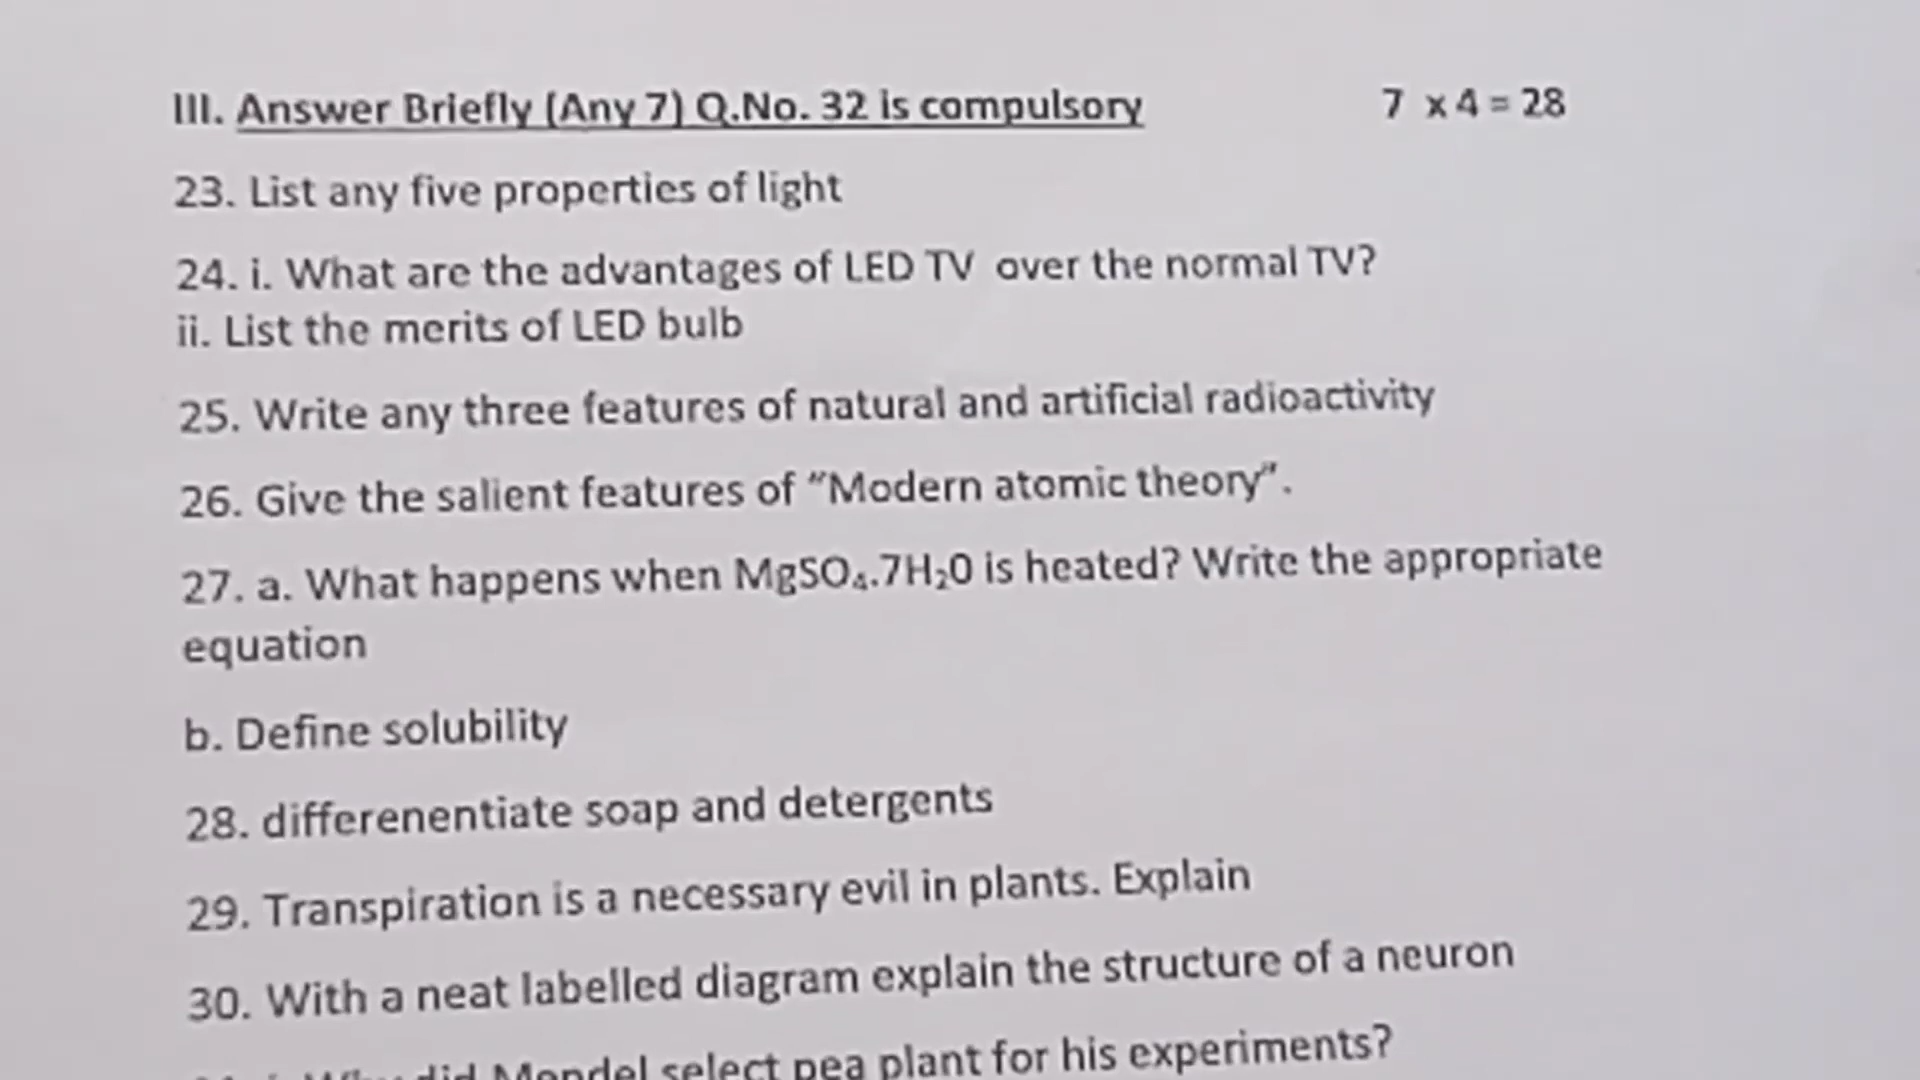 III. Answer Briefly (Any 7) Q.No. 32 is compulsory 7 x 4 = 28
23. List any five properties of light
24. i. What are the advantages of LED TV over the normal TV?
ii. List the merits of LED bulb
25. Write any three features of natural and artificial radioactivity
26. Give the salient features of "Modern atomic theory".
27. a. What happens when MgSO₄.7H₂0 is heated? Write the appropriate
equation
b. Define solubility
28. differenentiate soap and detergents
29. Transpiration is a necessary evil in plants. Explain
30. With a neat labelled diagram explain the structure of a neuron
did Mendel select pea plant for his experiments?